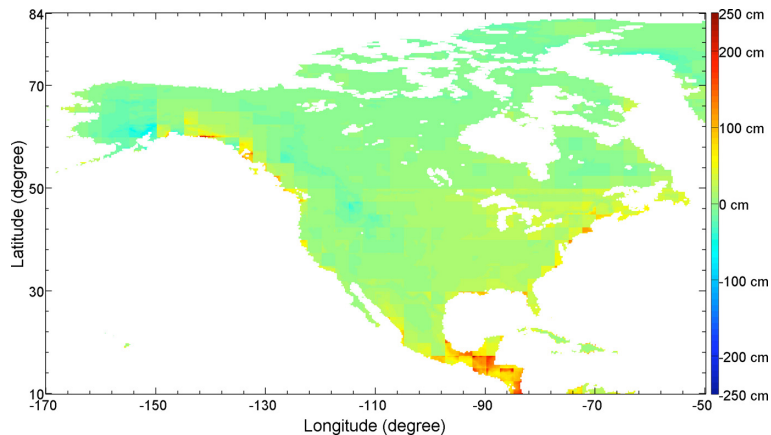 84
70
50
30
10
Latitude (degree)
-170
-150
-130
-110
-90
-70
-50
Longitude (degree)
250 cm
200 cm
100 cm
0 cm
-100 cm
-200 cm
-250 cm